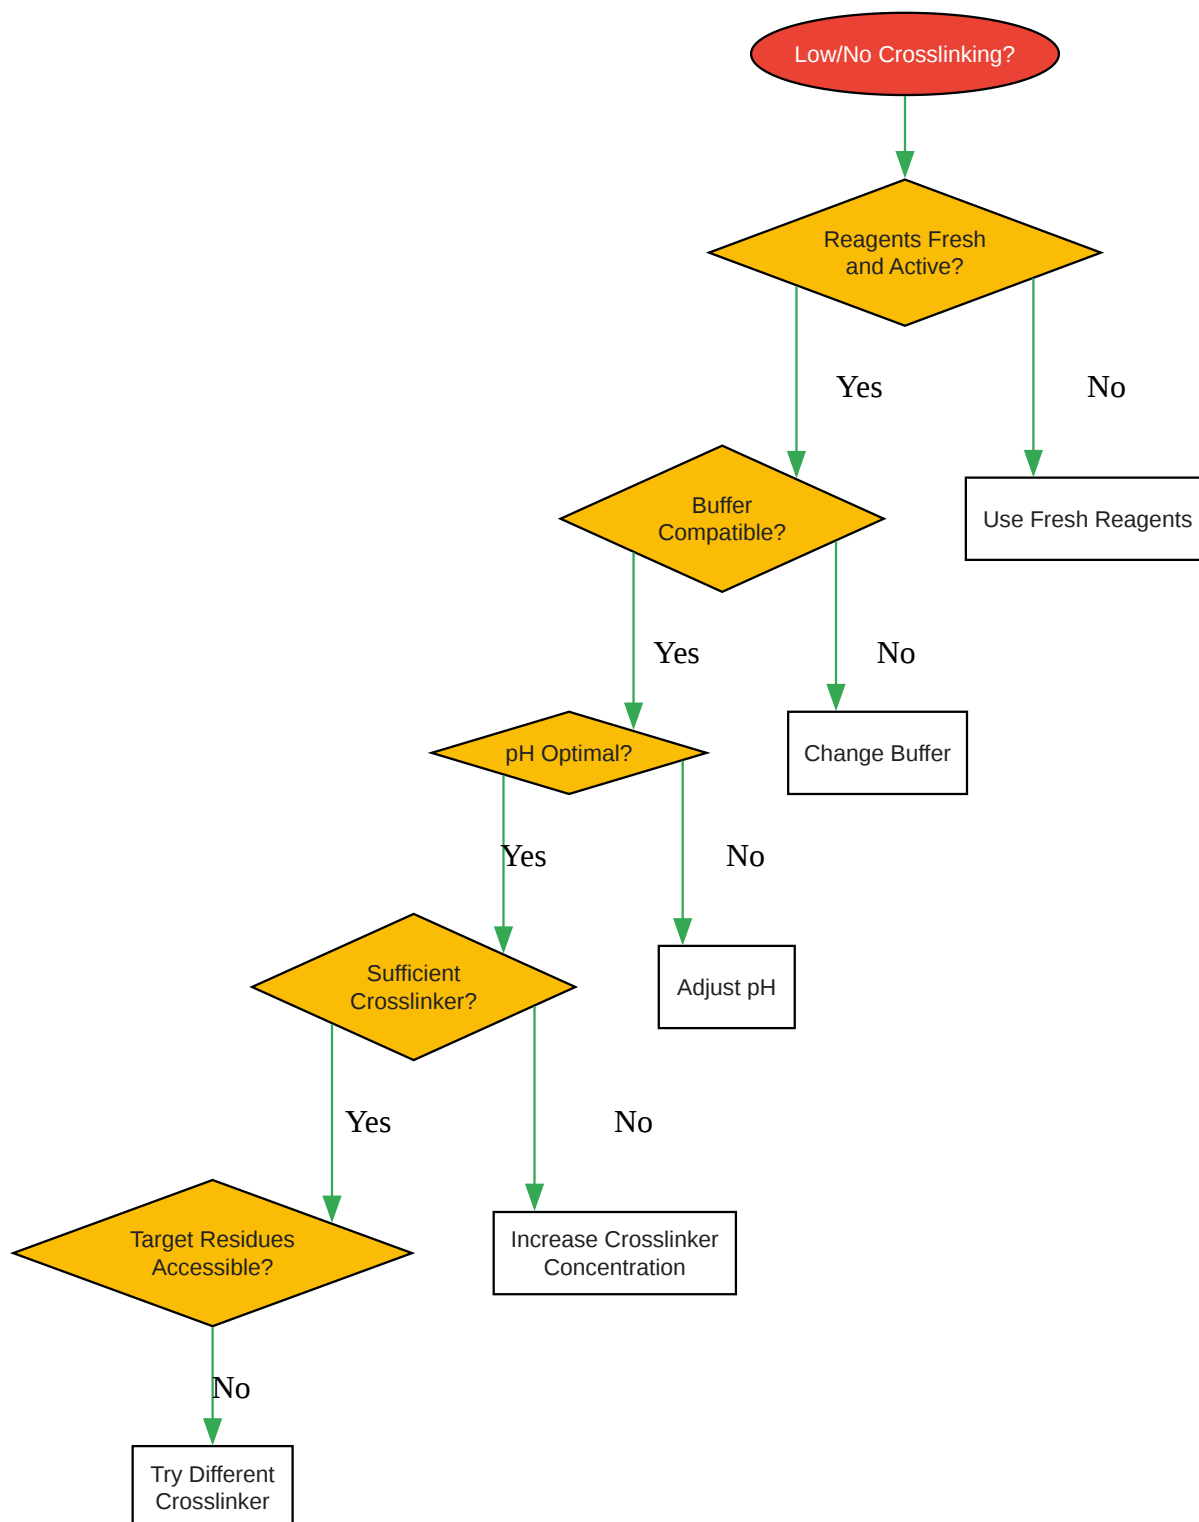 Low/No Crosslinking?
Reagents Fresh
and Active?
Yes
No
Buffer
Compatible?
Use Fresh Reagents
Yes
No
pH Optimal?
Change Buffer
Yes
No
Sufficient
Crosslinker?
Adjust pH
Yes
No
Target Residues
Accessible?
Increase Crosslinker
Concentration
No
Try Different
Crosslinker